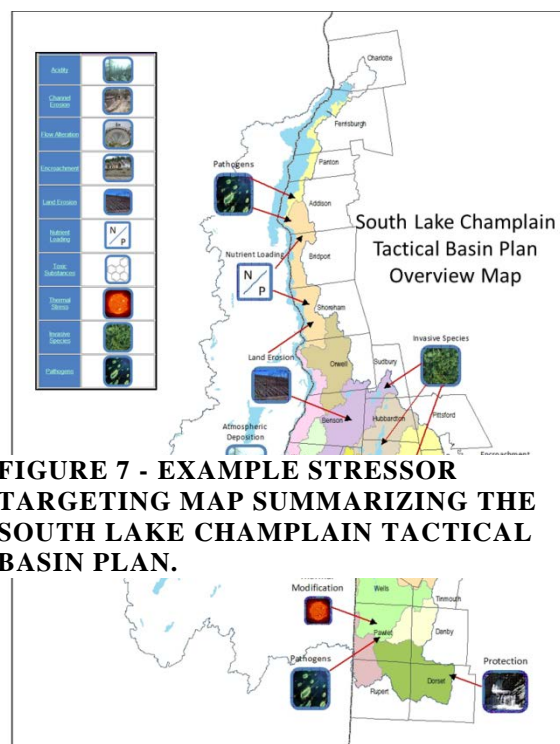 Charlotte
Acidity
Channel
Erosion
Flow Alteration
Ferrisburgh
Encroachment
Panton
Pathogens
Land Erosion
Addison
South Lake Champlain
Tactical Basin Plan
Overview Map
Nutrient
Loading
N
P
Nutrient Loading
Bridport
Toxic
Substances
N
P
Thermal
Stress
Shoreham
Invasive
Species
Invasive Species
Land Erosion
Orwell
Sudbury
Pathogens
Benson
Hubbardton
Pittsford
Atmospheric
Deposition
FIGURE 7 - EXAMPLE STRESSOR
TARGETING MAP SUMMARIZING THE
SOUTH LAKE CHAMPLAIN TACTICAL
BASIN PLAN.
Modification
Wells
Tinmouth
Pawlet
Danby
Pathogens
Protection
Rupert
Dorset